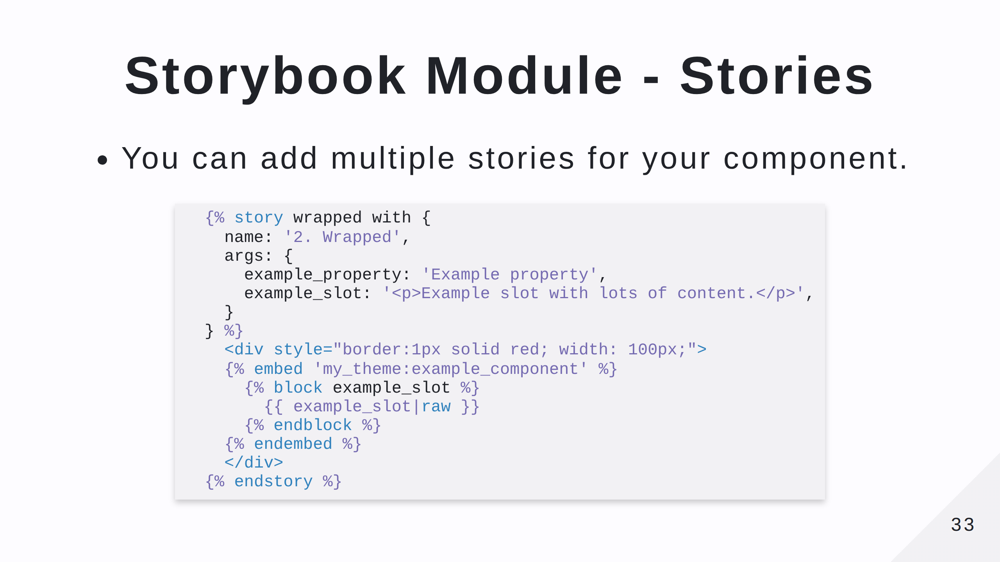 Storybook Module - Stories
• You can add multiple stories for your component.
{% story wrapped with {
  name: '2. Wrapped',
  args: {
    example_property: 'Example property',
    example_slot: '<p>Example slot with lots of content.</p>',
  }
} %}
  <div style="border:1px solid red; width: 100px;">
  {% embed 'my_theme:example_component' %}
    {% block example_slot %}
      {{ example_slot|raw }}
    {% endblock %}
  {% endembed %}
  </div>
{% endstory %}
33